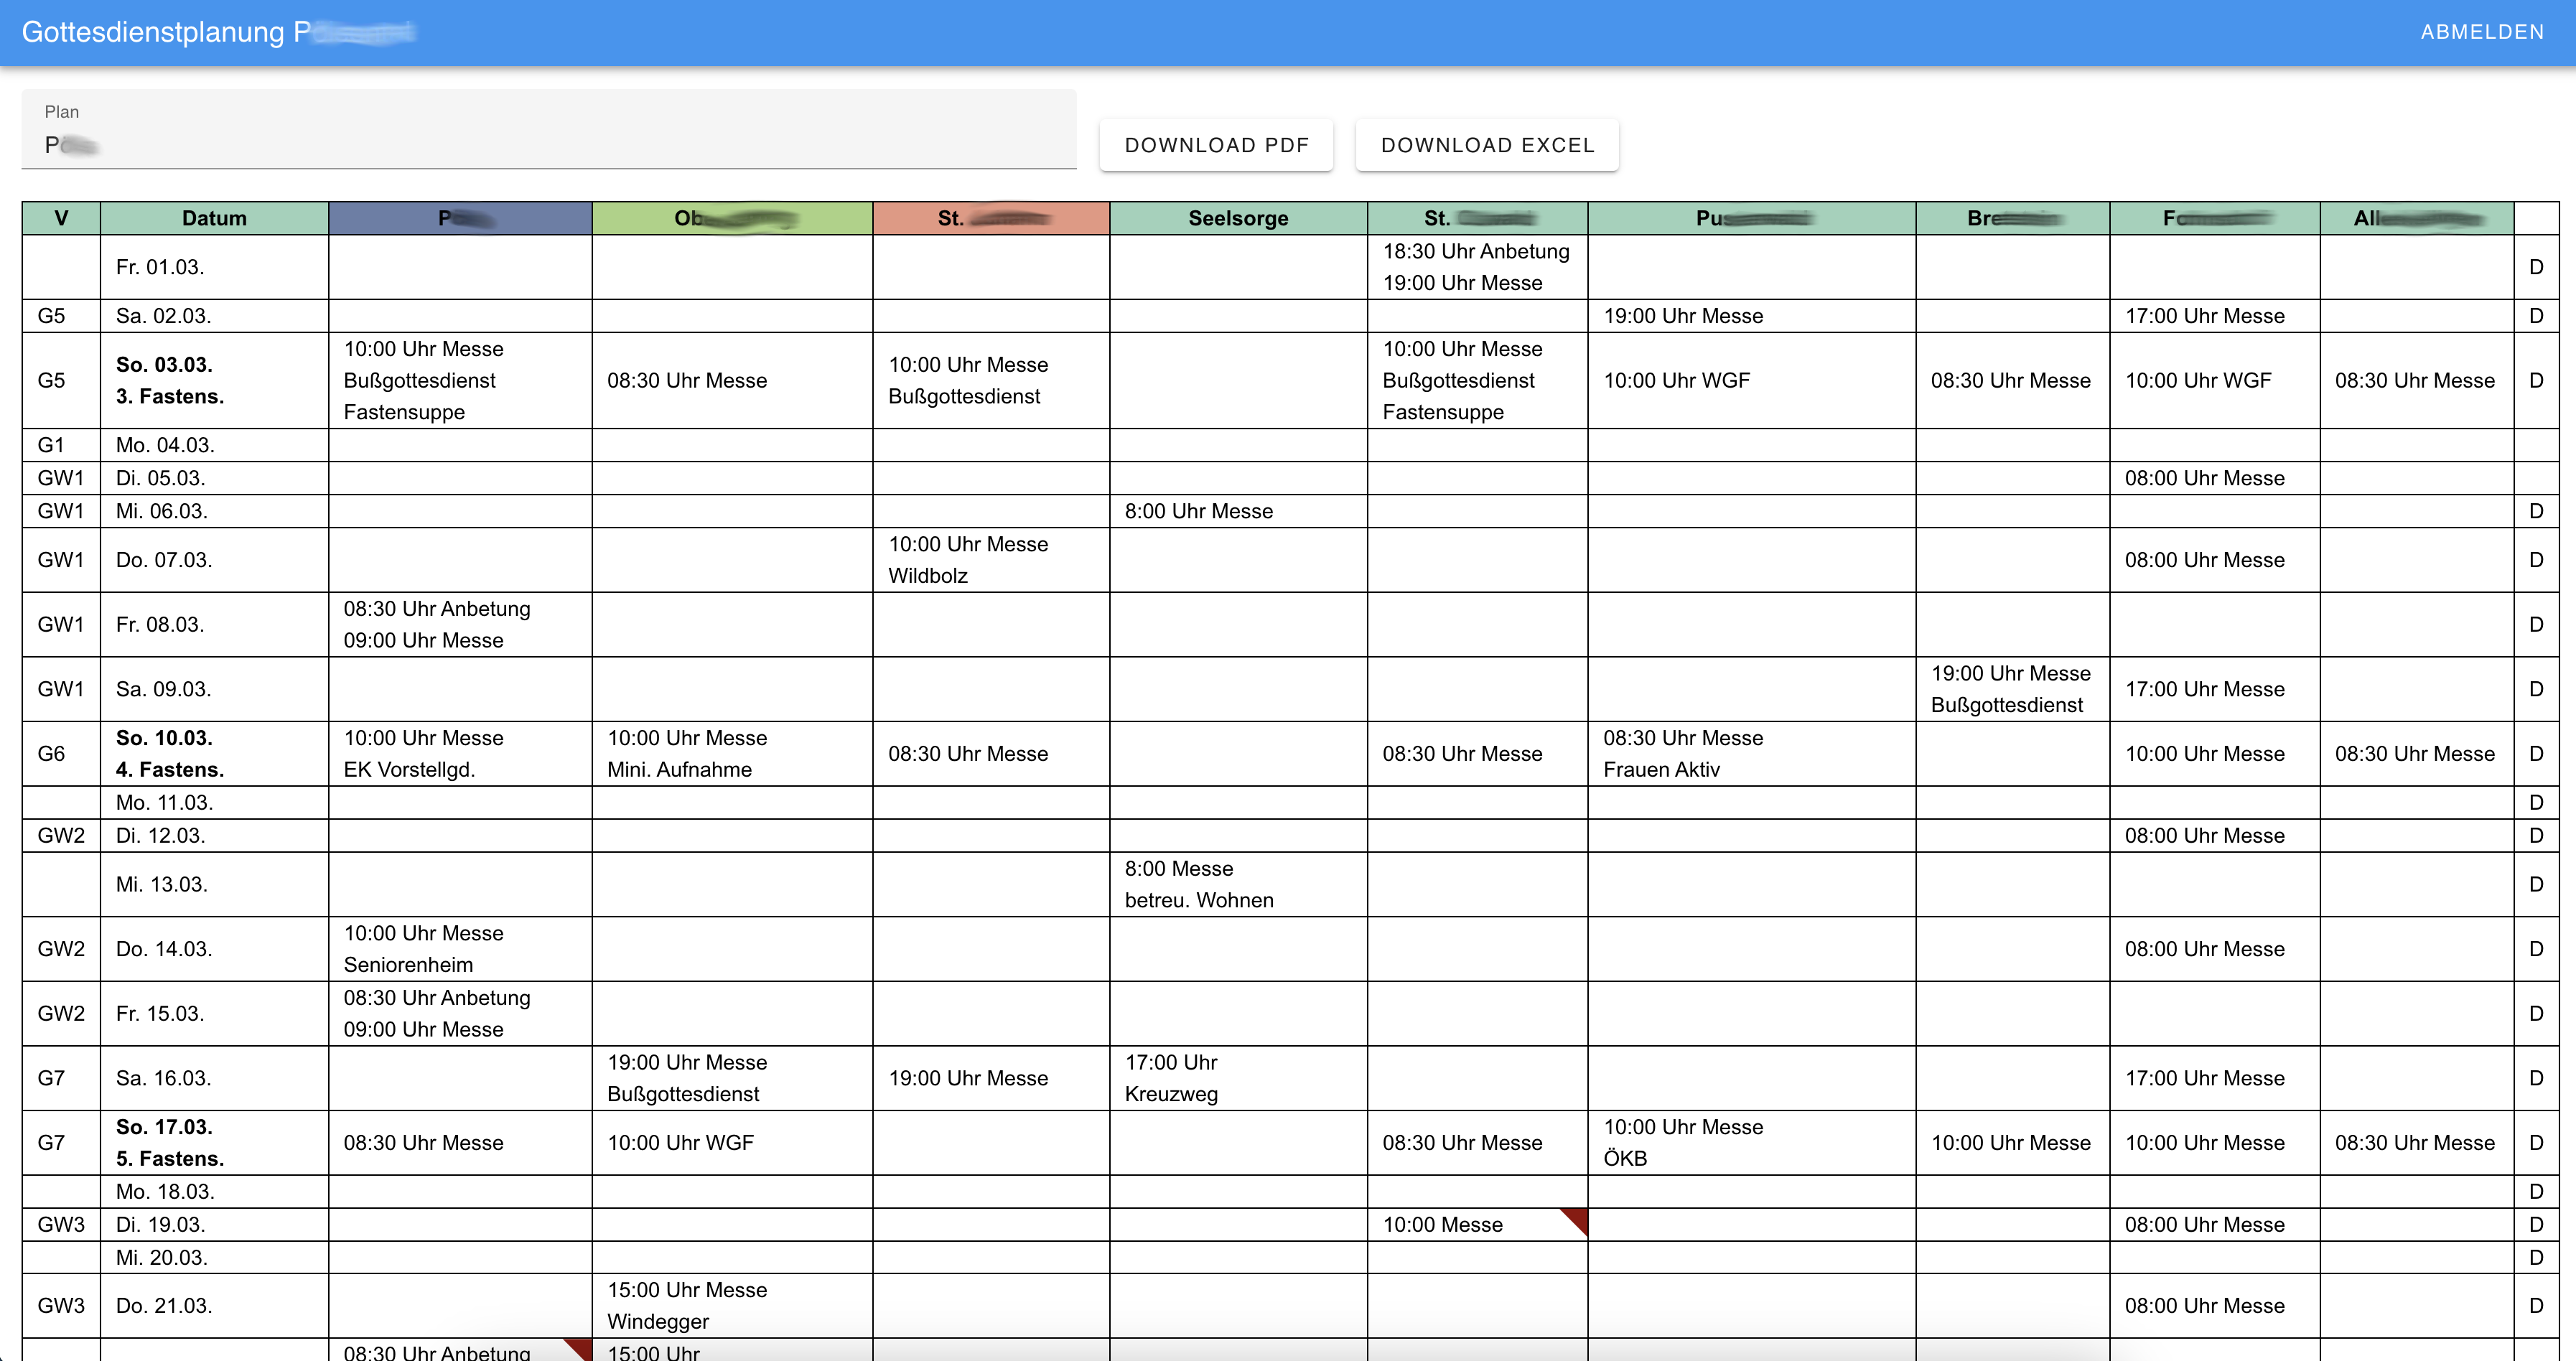 Gottesdienstplanung P
ABMELDEN
Plan
P
DOWNLOAD PDF
DOWNLOAD EXCEL
V Datum P Ob St. Seelsorge St. Pu Bre F All
Fr. 01.03. 18:30 Uhr Anbetung D
19:00 Uhr Messe
G5 Sa. 02.03. 19:00 Uhr Messe 17:00 Uhr Messe D
G5
So. 03.03.
3. Fastens.
10:00 Uhr Messe
Bußgottesdienst
Fastensuppe
08:30 Uhr Messe
10:00 Uhr Messe
Bußgottesdienst
10:00 Uhr Messe
Bußgottesdienst
Fastensuppe
10:00 Uhr WGF
08:30 Uhr Messe
10:00 Uhr WGF
08:30 Uhr Messe
D
G1 Mo. 04.03.
GW1 Di. 05.03. 08:00 Uhr Messe
GW1 Mi. 06.03. 8:00 Uhr Messe D
GW1 Do. 07.03.
10:00 Uhr Messe
Wildbolz
08:00 Uhr Messe
D
GW1 Fr. 08.03.
08:30 Uhr Anbetung
09:00 Uhr Messe
D
GW1 Sa. 09.03.
19:00 Uhr Messe
Bußgottesdienst
17:00 Uhr Messe
D
G6
So. 10.03.
4. Fastens.
10:00 Uhr Messe
EK Vorstellgd.
10:00 Uhr Messe
Mini. Aufnahme
08:30 Uhr Messe
08:30 Uhr Messe
08:30 Uhr Messe
Frauen Aktiv
10:00 Uhr Messe
08:30 Uhr Messe
D
Mo. 11.03. D
GW2 Di. 12.03. 08:00 Uhr Messe D
Mi. 13.03.
8:00 Messe
betreu. Wohnen
D
GW2 Do. 14.03.
10:00 Uhr Messe
Seniorenheim
08:00 Uhr Messe
D
GW2 Fr. 15.03.
08:30 Uhr Anbetung
09:00 Uhr Messe
D
G7 Sa. 16.03.
19:00 Uhr Messe
Bußgottesdienst
19:00 Uhr Messe
17:00 Uhr
Kreuzweg
17:00 Uhr Messe
D
G7
So. 17.03.
5. Fastens.
08:30 Uhr Messe
10:00 Uhr WGF
08:30 Uhr Messe
10:00 Uhr Messe
ÖKB
10:00 Uhr Messe
10:00 Uhr Messe
08:30 Uhr Messe
D
Mo. 18.03. D
GW3 Di. 19.03. 10:00 Messe 08:00 Uhr Messe D
Mi. 20.03. D
GW3 Do. 21.03.
15:00 Uhr Messe
Windegger
08:00 Uhr Messe
D
08:30 Uhr Anbetung
15:00 Uhr